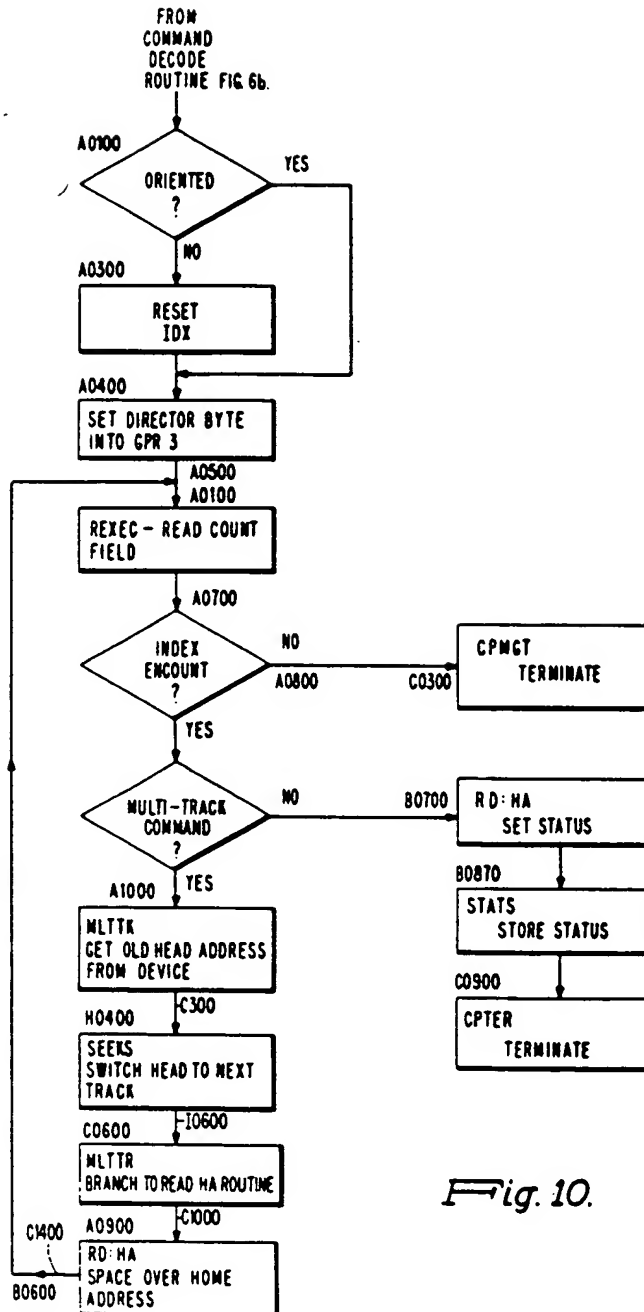 FROM
COMMAND
DECODE
ROUTINE FIG. 6b.
A0100
YES
ORIENTED
?
NO
A0300
RESET
IDX
A0400
SET DIRECTOR BYTE
INTO GPR 3
A0500
A0100
REXEC - READ COUNT
FIELD
A0700
INDEX
ENCOUNT
?
NO
A0800
C0300
CPMGT
TERMINATE
YES
MULTI-TRACK
COMMAND
?
NO
B0700
RD:HA
SET STATUS
YES
A1000
MLTTK
GET OLD HEAD ADDRESS
FROM DEVICE
B0870
STATS
STORE STATUS
C300
H0400
SEEKS
SWITCH HEAD TO NEXT
TRACK
C0900
CPTER
TERMINATE
I0600
C0600
MLTTR
BRANCH TO READ HA ROUTINE
C1000
A0900
C1400
RD:HA
SPACE OVER HOME
ADDRESS
B0600
Fig. 10.